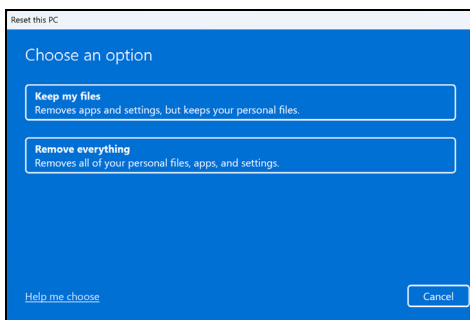 Reset this PC
Choose an option
Keep my files
Removes apps and settings, but keeps your personal files.
Remove everything
Removes all of your personal files, apps, and settings.
Help me choose
Cancel